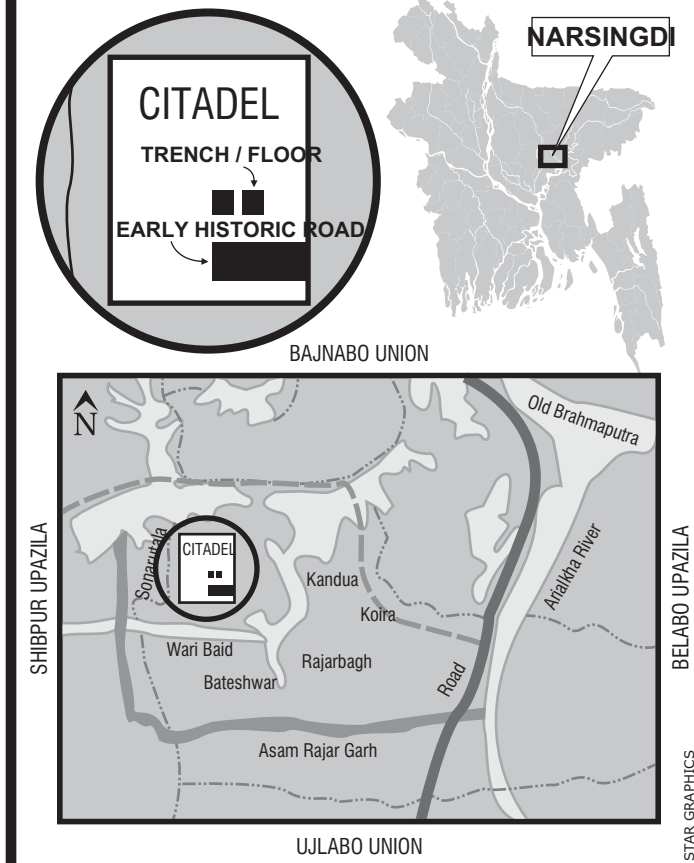 NARSINGDI
CITADEL
TRENCH / FLOOR
EARLY HISTORIC ROAD
BAJNABO UNION
N
Old Brahmaputra
SHIBPUR UPAZILA
Sonarutala
CITADEL
Kandua
Koira
Arialkha River
BELABO UPAZILA
Wari Baid
Rajarbagh
Bateshwar
Road
Asam Rajar Garh
UJLABO UNION
STAR GRAPHICS